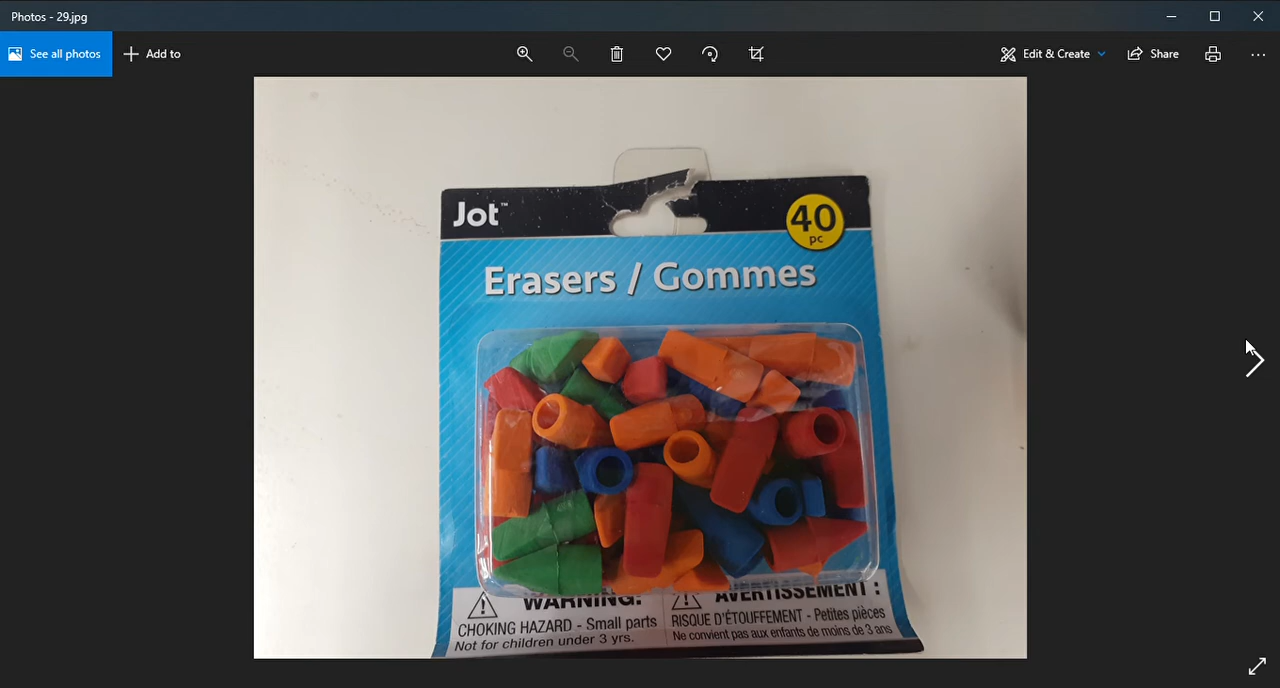 Photos - 29.jpg
See all photos
Add to
Edit & Create
Share
Jot™
40
pc
Erasers / Gommes
WARNING:
CHOKING HAZARD - Small parts
Not for children under 3 yrs.
AVERTISSEMENT :
RISQUE D'ÉTOUFFEMENT - Petites pièces
Ne convient pas aux enfants de moins de 3 ans